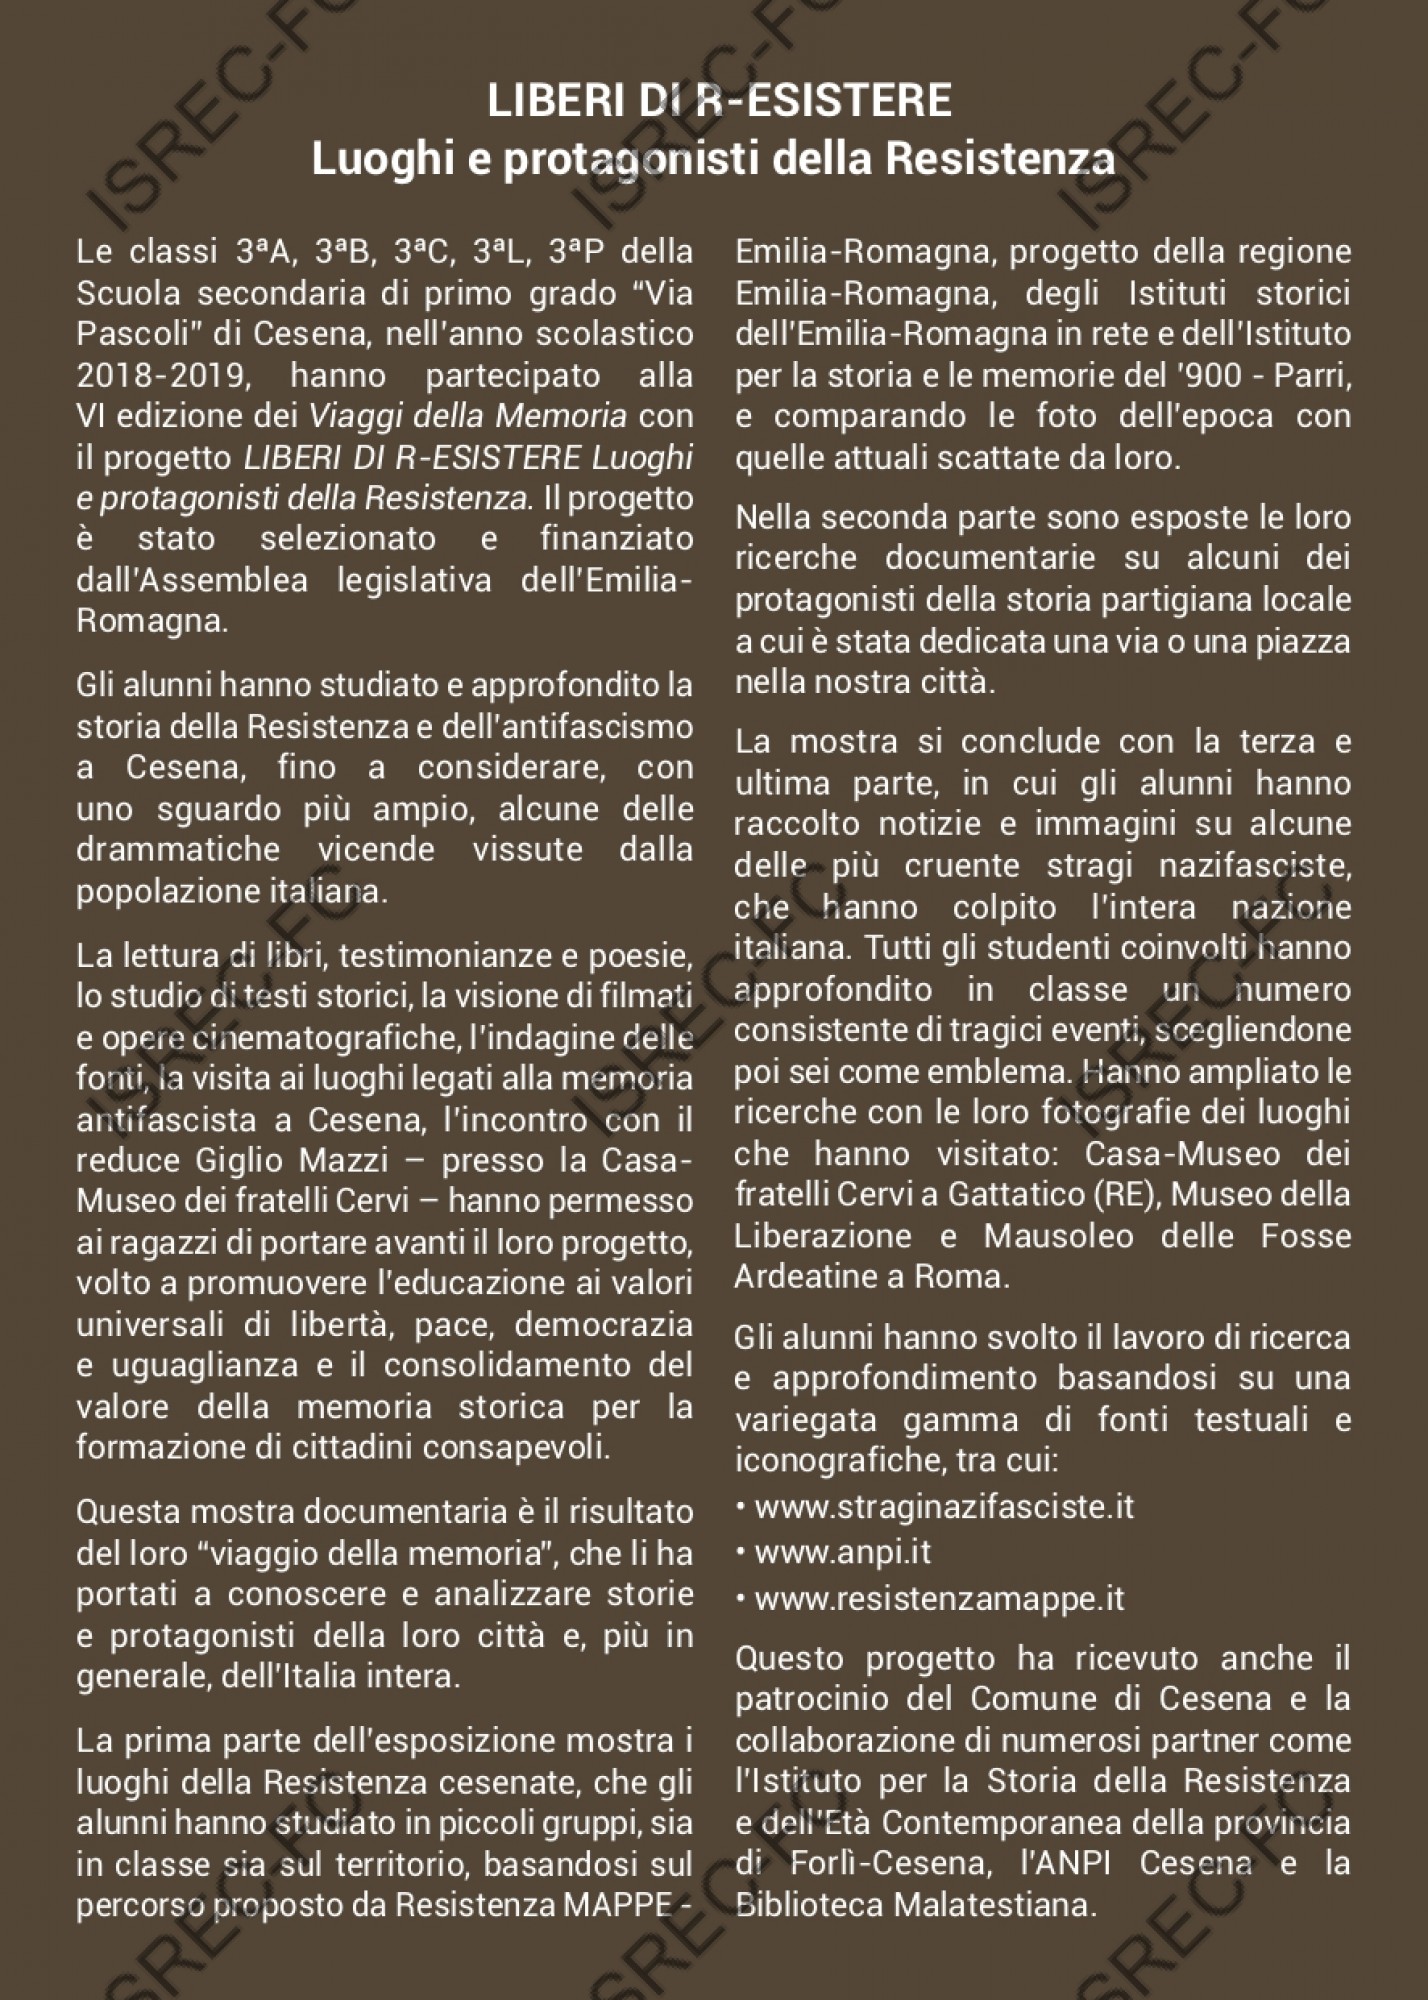 LIBERI DI R-ESISTERE
Luoghi e protagonisti della Resistenza
Le classi 3ªA, 3ªB, 3ªC, 3ªL, 3ªP della
Scuola secondaria di primo grado “Via
Pascoli” di Cesena, nell'anno scolastico
2018-2019, hanno partecipato alla
VI edizione dei Viaggi della Memoria con
il progetto LIBERI DI R-ESISTERE Luoghi
e protagonisti della Resistenza. Il progetto
è stato selezionato e finanziato
dall'Assemblea legislativa dell'Emilia-
Romagna.
Gli alunni hanno studiato e approfondito la
storia della Resistenza e dell'antifascismo
a Cesena, fino a considerare, con
uno sguardo più ampio, alcune delle
drammatiche vicende vissute dalla
popolazione italiana.
La lettura di libri, testimonianze e poesie,
lo studio di testi storici, la visione di filmati
e opere cinematografiche, l'indagine delle
fonti, la visita ai luoghi legati alla memoria
antifascista a Cesena, l'incontro con il
reduce Giglio Mazzi – presso la Casa-
Museo dei fratelli Cervi – hanno permesso
ai ragazzi di portare avanti il loro progetto,
volto a promuovere l'educazione ai valori
universali di libertà, pace, democrazia
e uguaglianza e il consolidamento del
valore della memoria storica per la
formazione di cittadini consapevoli.
Questa mostra documentaria è il risultato
del loro “viaggio della memoria”, che li ha
portati a conoscere e analizzare storie
e protagonisti della loro città e, più in
generale, dell'Italia intera.
La prima parte dell'esposizione mostra i
luoghi della Resistenza cesenate, che gli
alunni hanno studiato in piccoli gruppi, sia
in classe sia sul territorio, basandosi sul
percorso proposto da Resistenza MAPPE -
Emilia-Romagna, progetto della regione
Emilia-Romagna, degli Istituti storici
dell'Emilia-Romagna in rete e dell'Istituto
per la storia e le memorie del '900 - Parri,
e comparando le foto dell'epoca con
quelle attuali scattate da loro.
Nella seconda parte sono esposte le loro
ricerche documentarie su alcuni dei
protagonisti della storia partigiana locale
a cui è stata dedicata una via o una piazza
nella nostra città.
La mostra si conclude con la terza e
ultima parte, in cui gli alunni hanno
raccolto notizie e immagini su alcune
delle più cruente stragi nazifasciste,
che hanno colpito l'intera nazione
italiana. Tutti gli studenti coinvolti hanno
approfondito in classe un numero
consistente di tragici eventi, scegliendone
poi sei come emblema. Hanno ampliato le
ricerche con le loro fotografie dei luoghi
che hanno visitato: Casa-Museo dei
fratelli Cervi a Gattatico (RE), Museo della
Liberazione e Mausoleo delle Fosse
Ardeatine a Roma.
Gli alunni hanno svolto il lavoro di ricerca
e approfondimento basandosi su una
variegata gamma di fonti testuali e
iconografiche, tra cui:
• www.straginazifasciste.it
• www.anpi.it
• www.resistenzamappe.it
Questo progetto ha ricevuto anche il
patrocinio del Comune di Cesena e la
collaborazione di numerosi partner come
l'Istituto per la Storia della Resistenza
e dell'Età Contemporanea della provincia
di Forlì-Cesena, l'ANPI Cesena e la
Biblioteca Malatestiana.
ISREC-FC
ISREC-FC
ISREC-FC
ISREC-FC
ISREC-FC
ISREC-FC
ISREC-FC
ISREC-FC
ISREC-FC